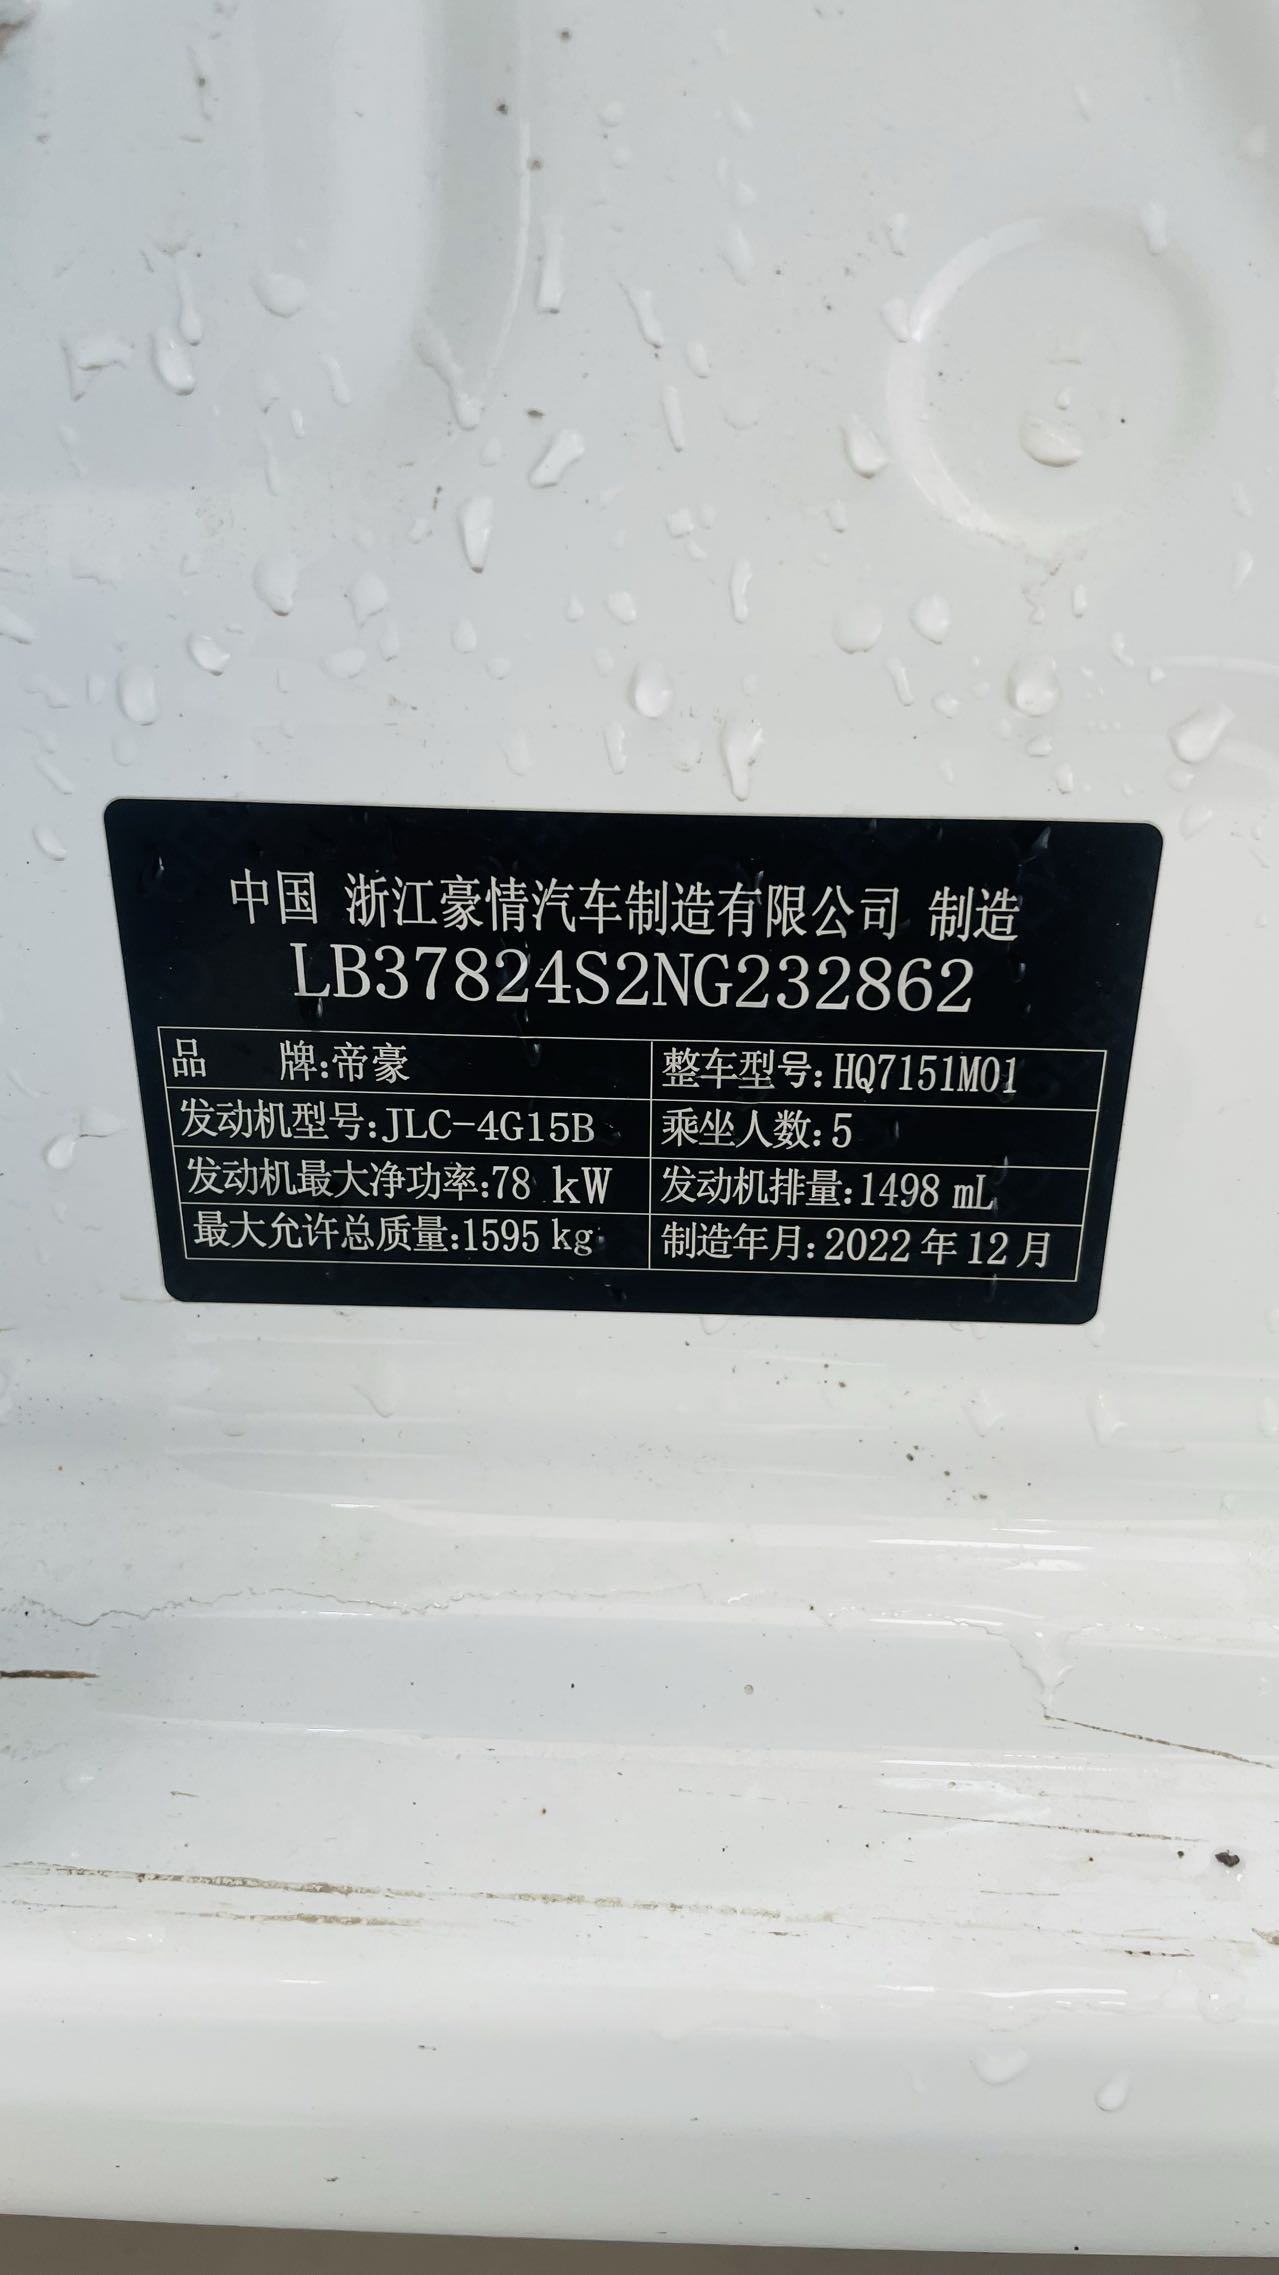 中国 浙江豪情汽车制造有限公司 制造
LB37824S2NG232862
品 牌:帝豪 整车型号:HQ7151M01
发动机型号:JLC-4G15B 乘坐人数:5
发动机最大净功率:78 kW 发动机排量:1498 mL
最大允许总质量:1595 kg 制造年月:2022年12月